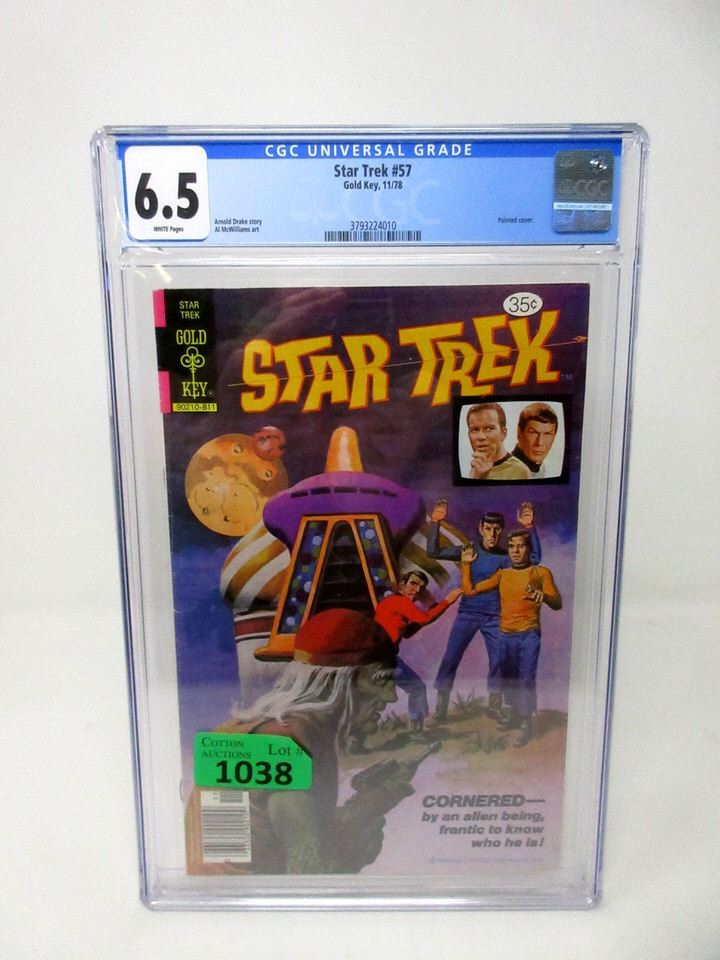 CGC UNIVERSAL GRADE
6.5
WHITE Pages
Star Trek #57
Gold Key, 11/78
Arnold Drake story
Al McWilliams art
3793224010
Painted cover.
CGC
STAR
TREK
GOLD
KEY
90210-811
35¢
STAR TREK
TM
COTTON
AUCTIONS
Lot #
1038
CORNERED—
by an alien being,
frantic to know
who he is!